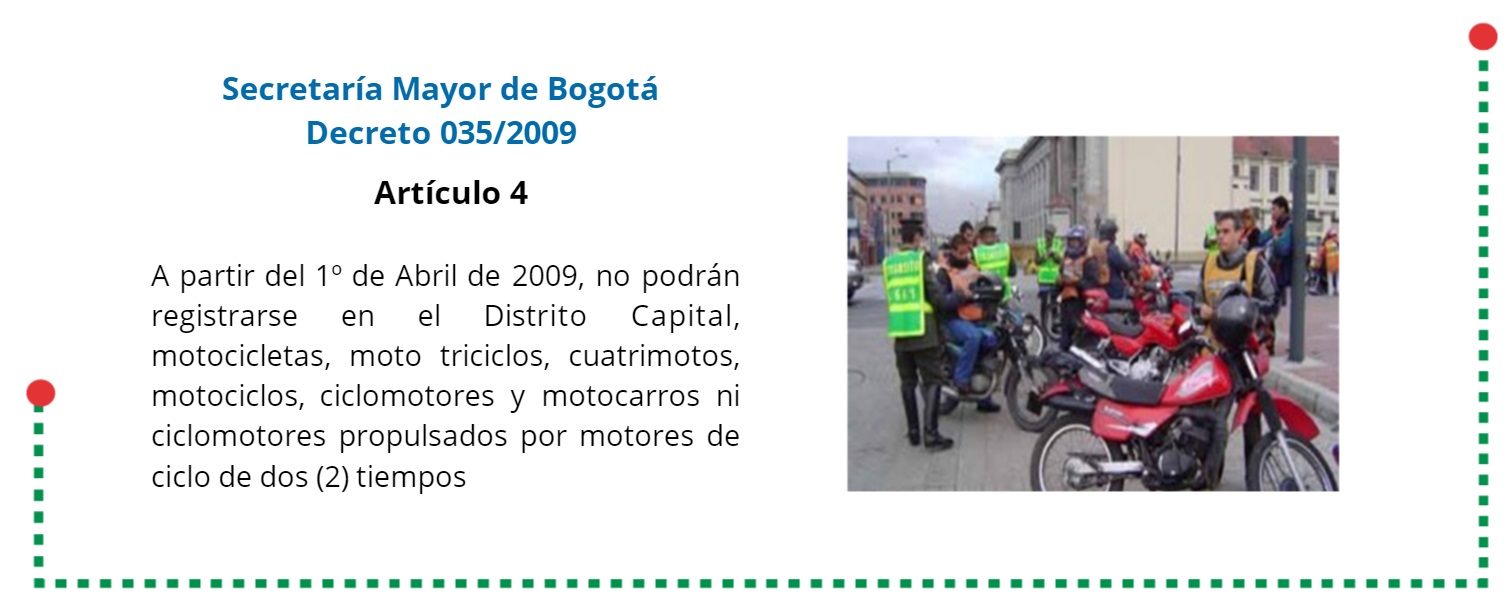 Secretaría Mayor de Bogotá
Decreto 035/2009
Artículo 4
A partir del 1º de Abril de 2009, no podrán
registrarse en el Distrito Capital,
motocicletas, moto triciclos, cuatrimotos,
motociclos, ciclomotores y motocarros ni
ciclomotores propulsados por motores de
ciclo de dos (2) tiempos
TRANSITO